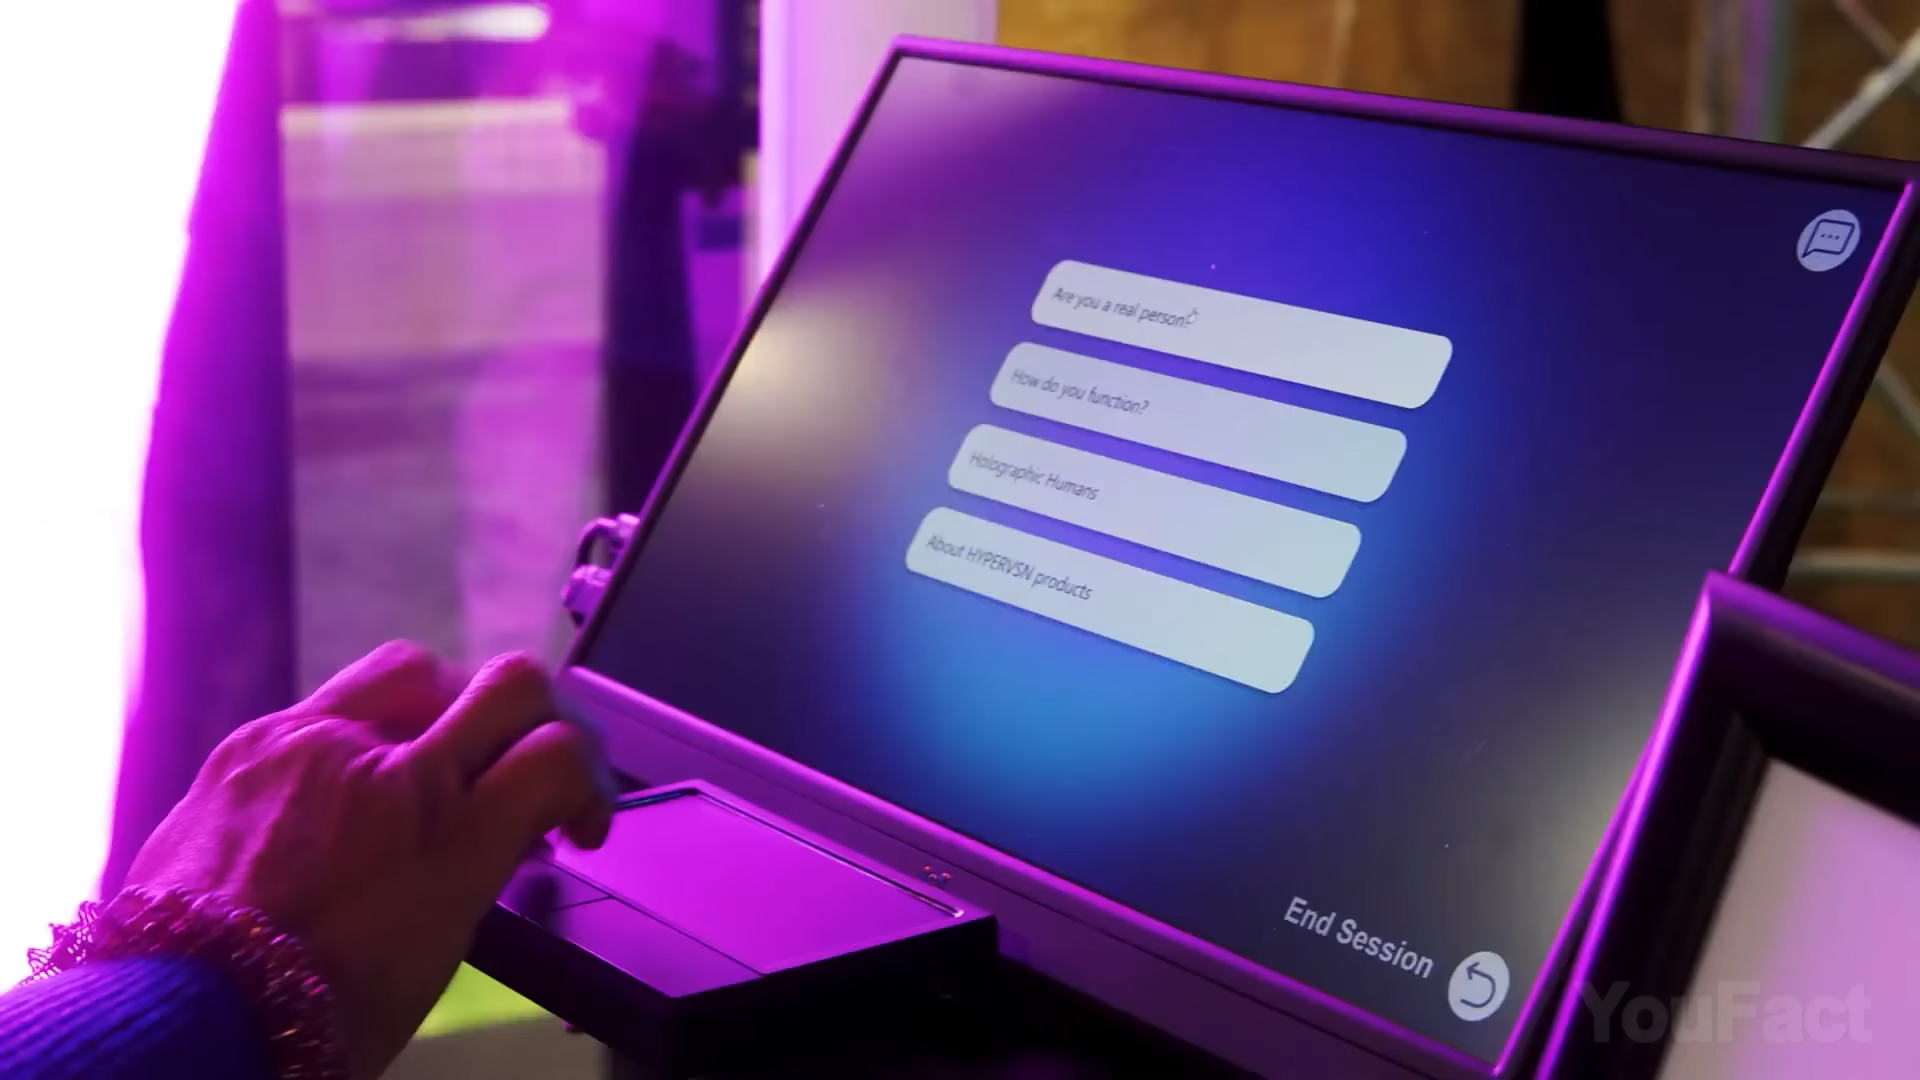 Are you a real person?
How do you function?
Holographic Humans
About HYPERVSN products
End Session
YouFact